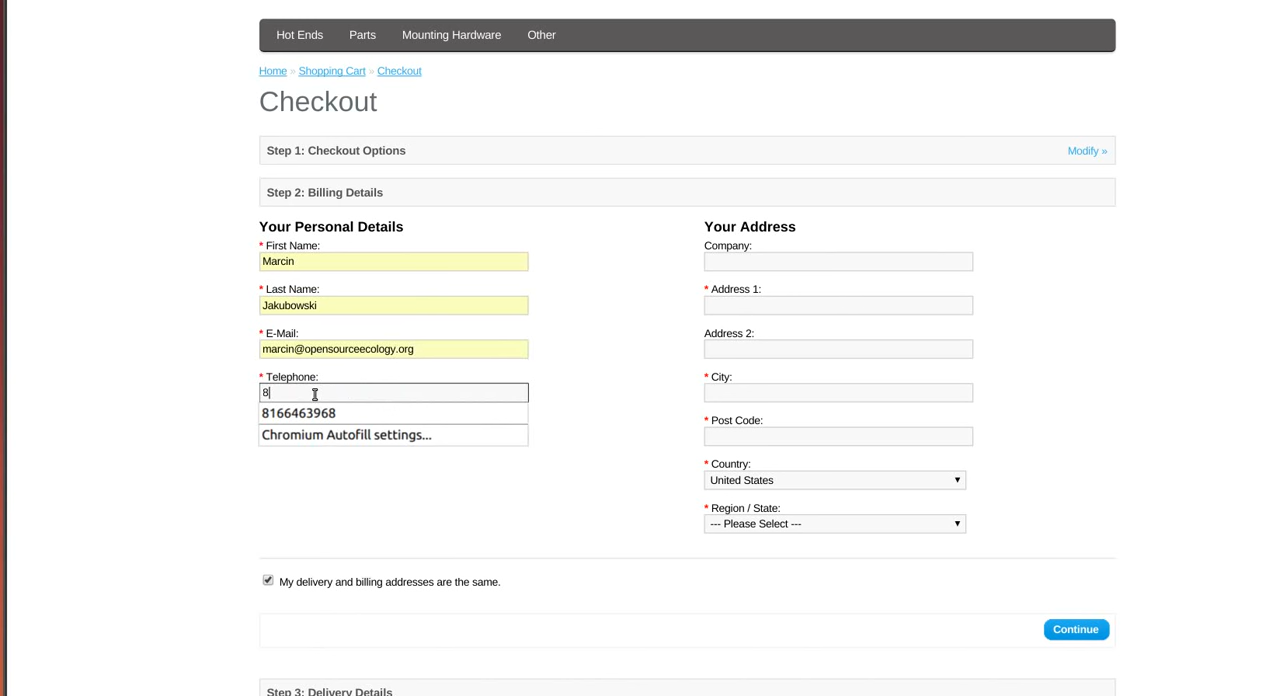 Hot Ends Parts Mounting Hardware Other
Home » Shopping Cart » Checkout
Checkout
Step 1: Checkout Options Modify »
Step 2: Billing Details
Your Personal Details
* First Name:
Marcin
* Last Name:
Jakubowski
* E-Mail:
marcin@opensourceecology.org
* Telephone:
8
8166463968
Chromium Autofill settings...
Your Address
Company:
* Address 1:
Address 2:
* City:
* Post Code:
* Country:
United States
* Region / State:
--- Please Select ---
My delivery and billing addresses are the same.
Continue
Step 3: Delivery Details